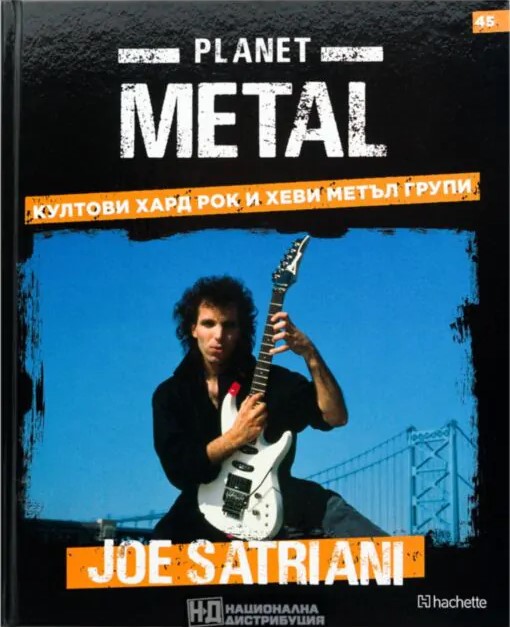 45
PLANET
METAL
КУЛТОВИ ХАРД РОК И ХЕВИ МЕТЪЛ ГРУПИ
JOE SATRIANI
hachette
НД НАЦИОНАЛНА
ДИСТРИБУЦИЯ